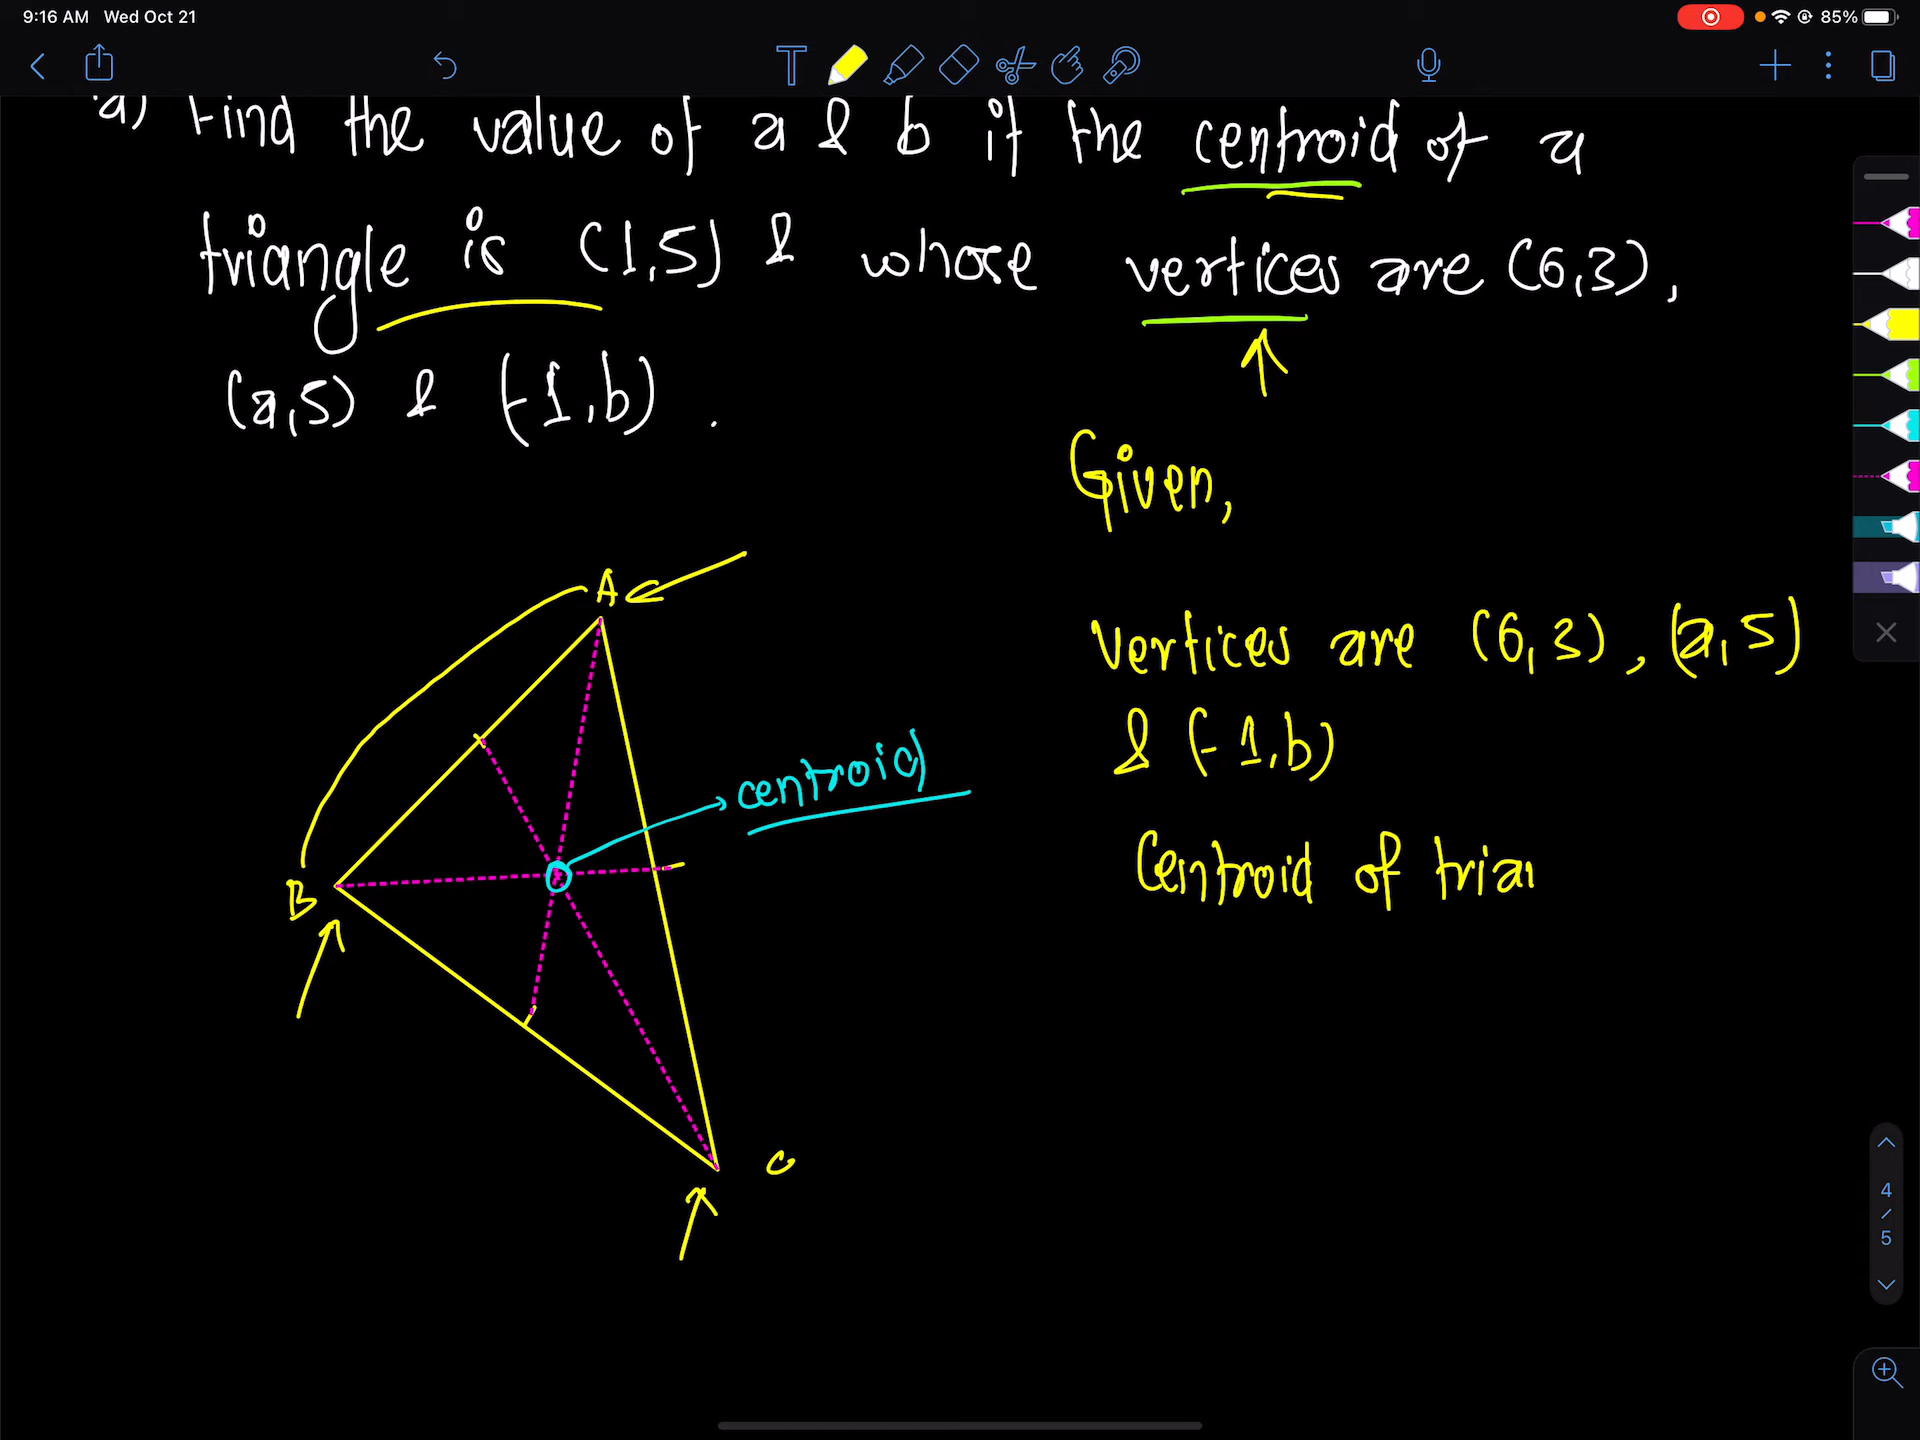 9:16 AM Wed Oct 21
85%
a) Find the value of a & b if the centroid of a
triangle is (1,5) & whose vertices are (6,3),
(a,5) & (-1,b).
Given,
A
vertices are (6,3), (a,5)
& (-1,b)
centroid
Centroid of trian
B
C
4
/
5